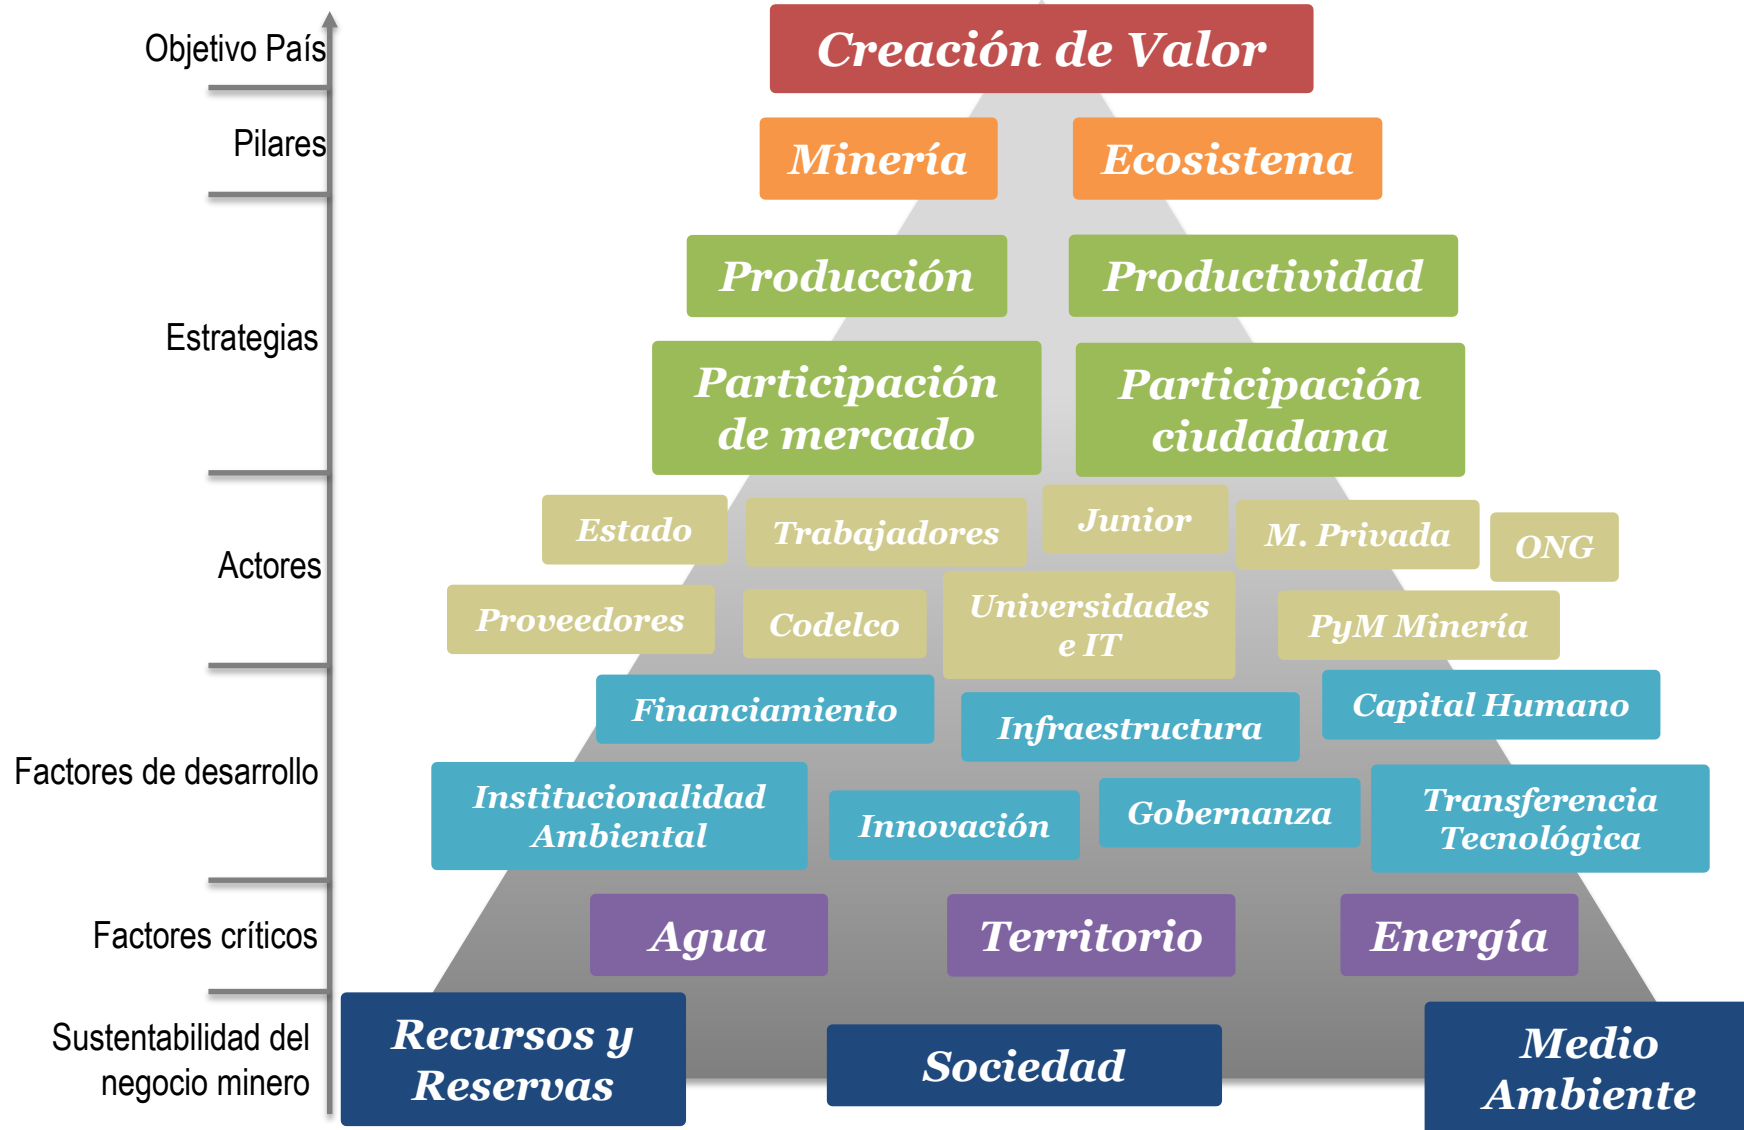 Objetivo País
Creación de Valor
Pilares
Minería
Ecosistema
Estrategias
Producción
Productividad
Participación
de mercado
Participación
ciudadana
Actores
Estado
Trabajadores
Junior
M. Privada
ONG
Proveedores
Codelco
Universidades
e IT
PyM Minería
Factores de desarrollo
Financiamiento
Infraestructura
Capital Humano
Institucionalidad
Ambiental
Innovación
Gobernanza
Transferencia
Tecnológica
Factores críticos
Agua
Territorio
Energía
Sustentabilidad del
negocio minero
Recursos y
Reservas
Sociedad
Medio
Ambiente